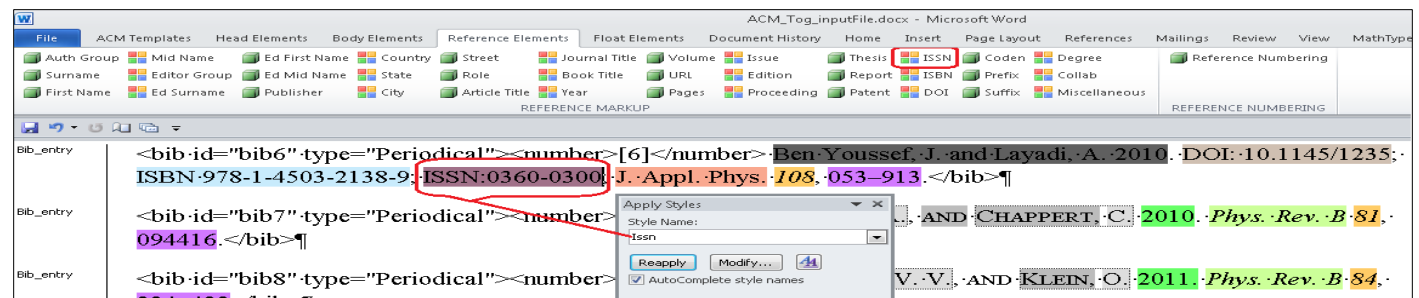 W ACM_Tog_inputFile.docx - Microsoft Word
File ACM Templates Head Elements Body Elements Reference Elements Float Elements Document History Home Insert Page Layout References Mailings Review View MathType
Auth Group Mid Name Ed First Name Country Street Journal Title Volume Issue Thesis ISSN Coden Degree Reference Numbering
Surname Editor Group Ed Mid Name State Role Book Title URL Edition Report ISBN Prefix Collab
First Name Ed Surname Publisher City Article Title Year Pages Proceeding Patent DOI Suffix Miscellaneous
REFERENCE MARKUP REFERENCE NUMBERING
Bib_entry <bib·id="bib6"·type="Periodical"><number>[6]</number>·Ben·Youssef,·J.·and·Layadi,·A.·2010.·DOI:·10.1145/1235;·
ISBN·978-1-4503-2138-9;·ISSN:0360-0300;·J.·Appl.·Phys.·108,·053–913.</bib>¶
Apply Styles
Style Name:
Bib_entry <bib·id="bib7"·type="Periodical"><number> .,·AND·CHAPPERT,·C.·2010.·Phys.·Rev.·B·81,·
Issn
094416.</bib>¶
Reapply Modify...
Bib_entry <bib·id="bib8"·type="Periodical"><number> V.·V.,·AND·KLEIN,·O.·2011.·Phys.·Rev.·B·84,·
AutoComplete style names